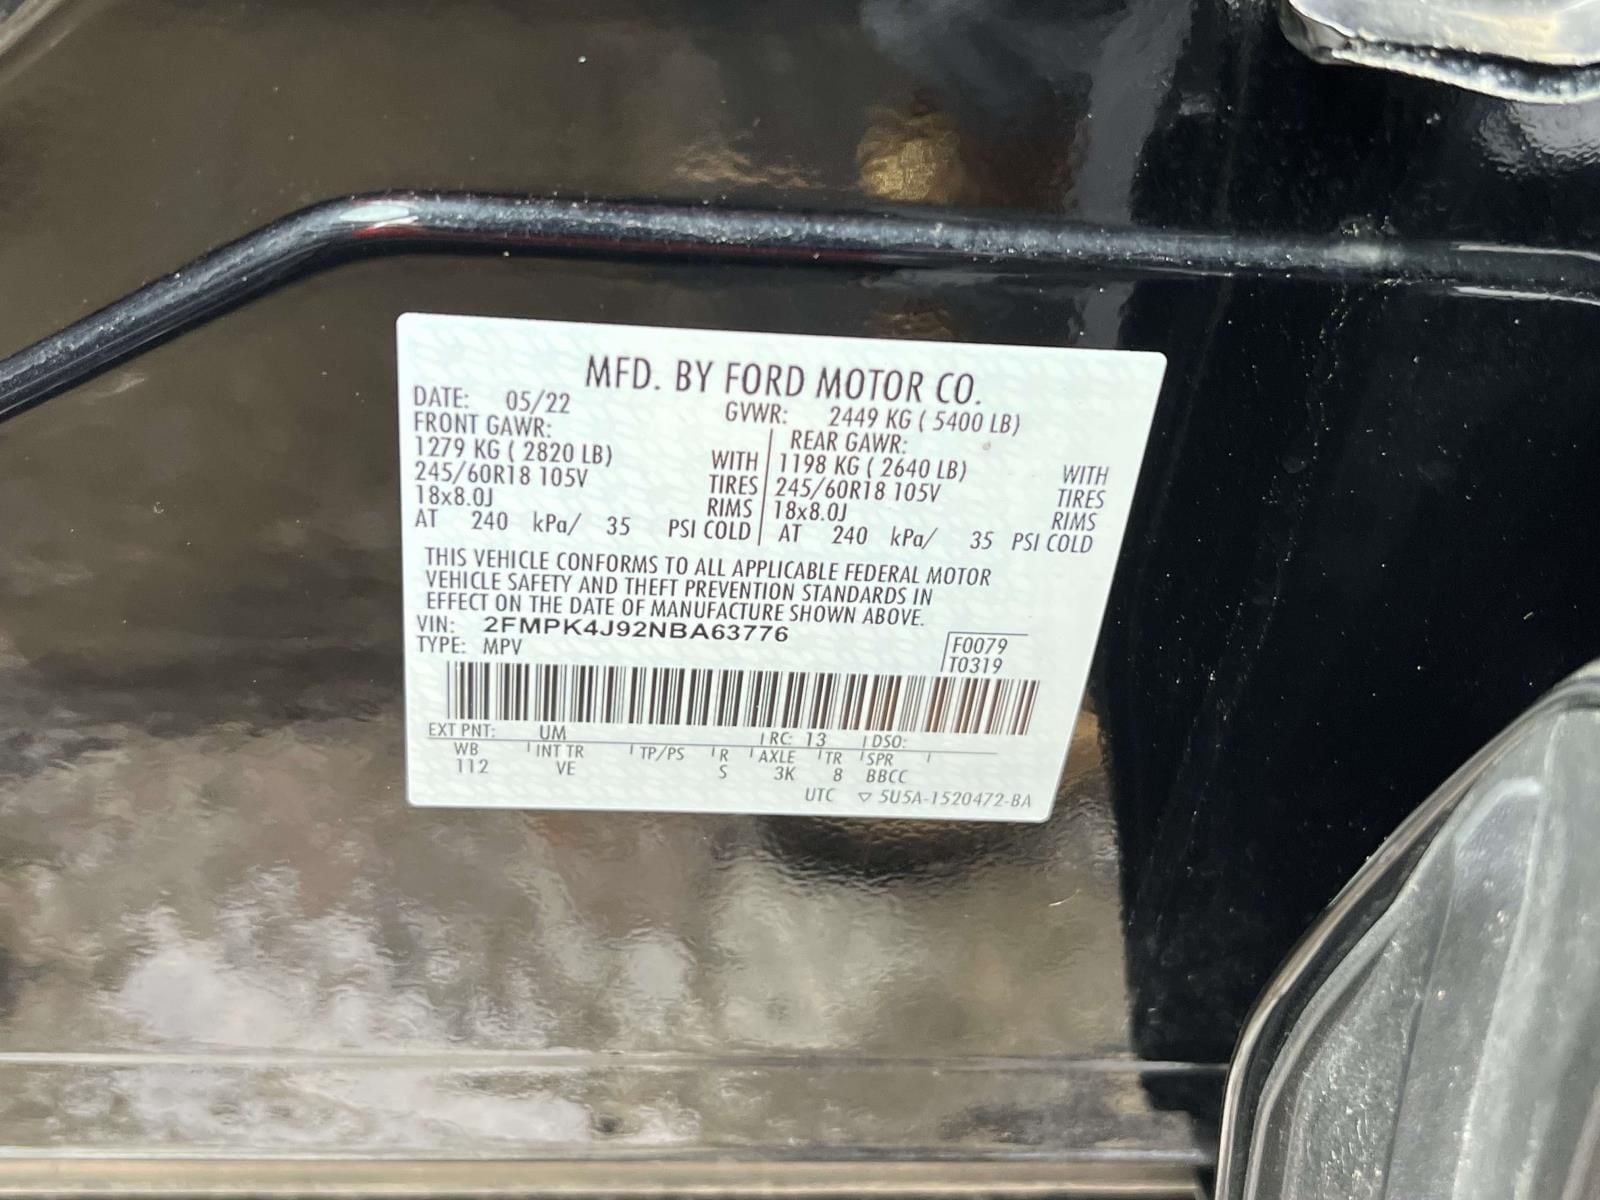 MFD. BY FORD MOTOR CO.
DATE: 05/22 GVWR: 2449 KG ( 5400 LB)
FRONT GAWR: REAR GAWR:
1279 KG ( 2820 LB) WITH 1198 KG ( 2640 LB) WITH
245/60R18 105V TIRES 245/60R18 105V TIRES
18x8.0J RIMS 18x8.0J RIMS
AT 240 kPa/ 35 PSI COLD AT 240 kPa/ 35 PSI COLD
THIS VEHICLE CONFORMS TO ALL APPLICABLE FEDERAL MOTOR
VEHICLE SAFETY AND THEFT PREVENTION STANDARDS IN
EFFECT ON THE DATE OF MANUFACTURE SHOWN ABOVE.
VIN: 2FMPK4J92NBA63776 F0079
TYPE: MPV T0319
EXT PNT: UM RC: 13 DSO:
WB INT TR TP/PS R AXLE TR SPR
112 VE S 3K 8 BBCC
UTC ▽ 5U5A-1520472-BA